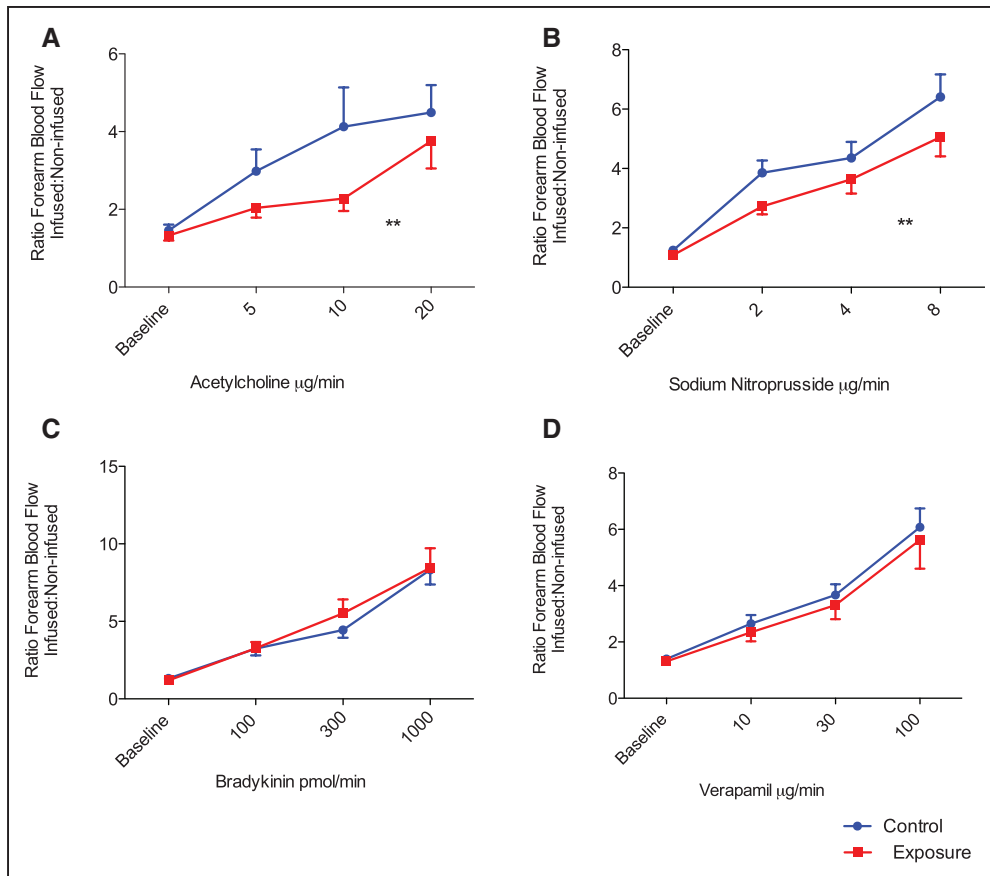 A
Ratio Forearm Blood Flow
Infused:Non-infused
6
4
2
0
**
Baseline
5
10
20
Acetylcholine μg/min
B
Ratio Forearm Blood Flow
Infused:Non-infused
8
6
4
2
0
**
Baseline
2
4
8
Sodium Nitroprusside μg/min
C
Ratio Forearm Blood Flow
Infused:Non-infused
15
10
5
0
Baseline
100
300
1000
Bradykinin pmol/min
D
Ratio Forearm Blood Flow
Infused:Non-infused
8
6
4
2
0
Baseline
10
30
100
Verapamil μg/min
Control
Exposure